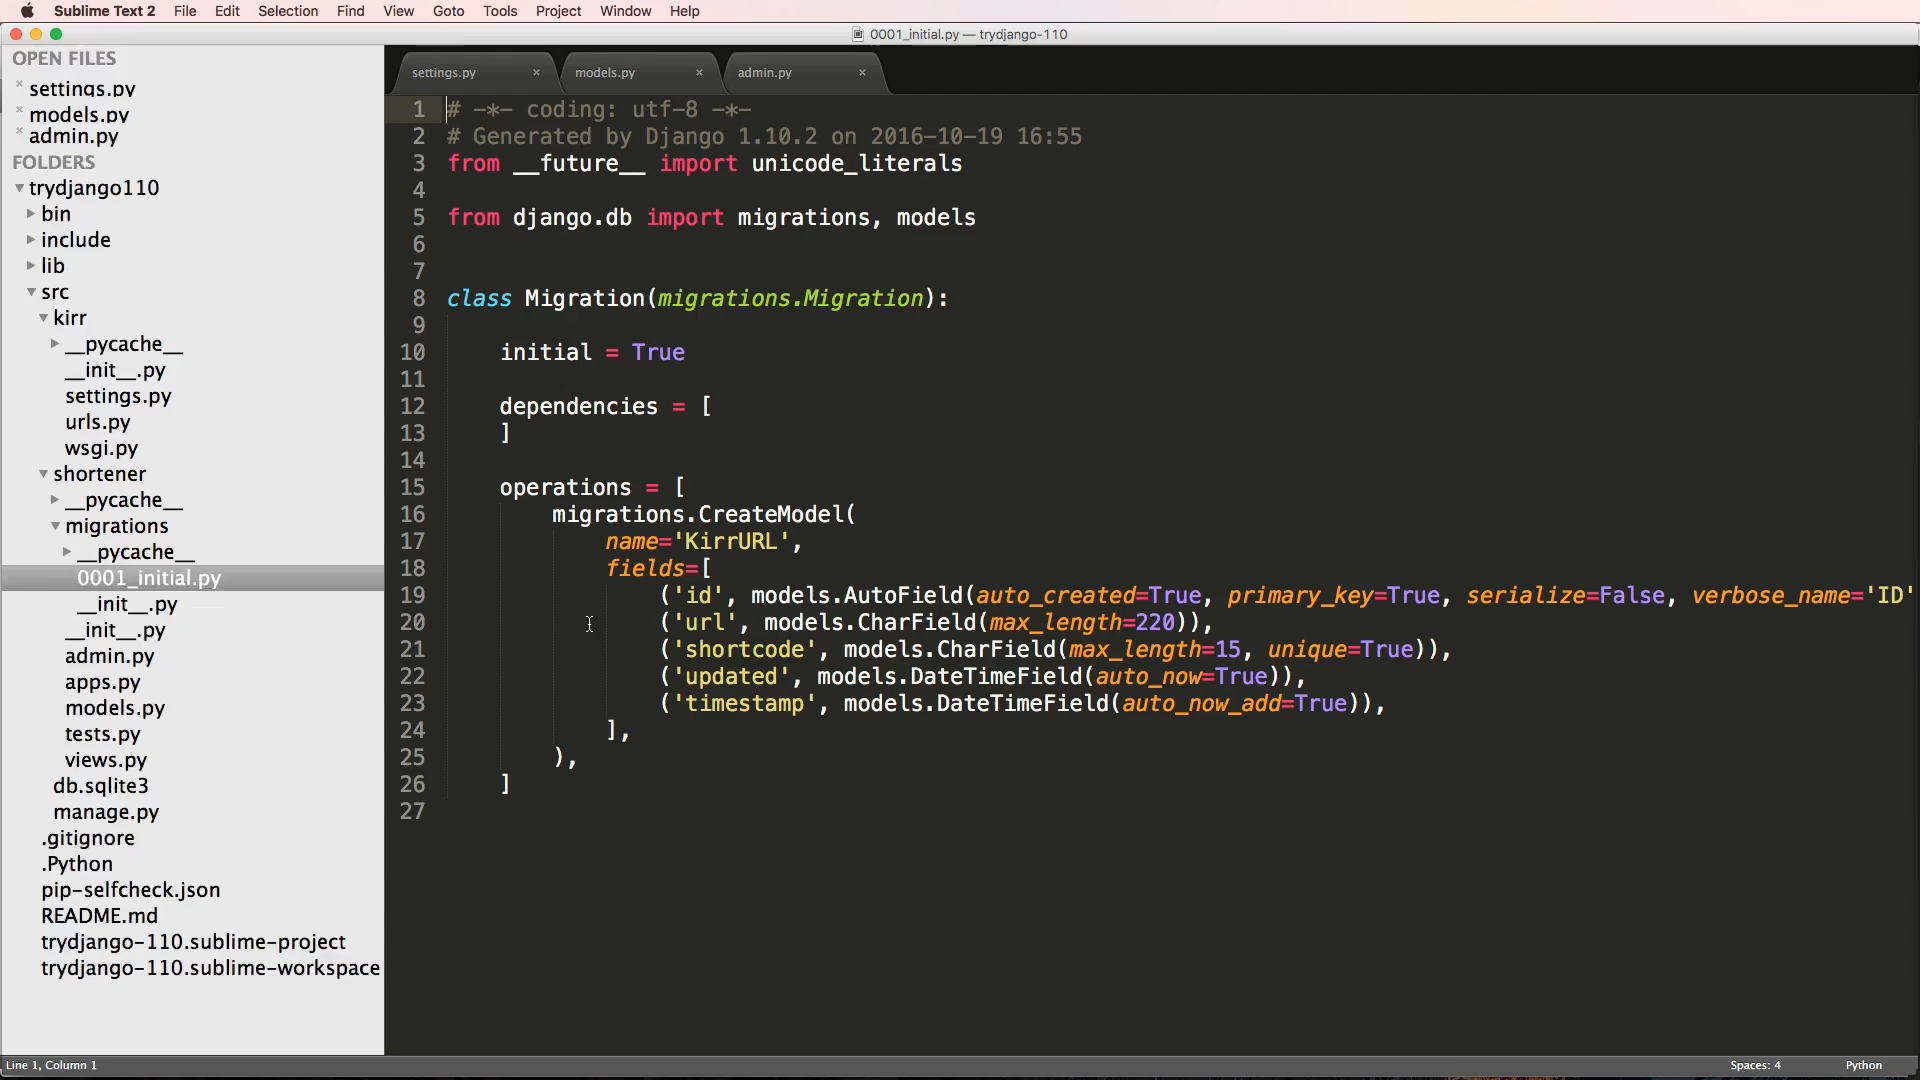 Sublime Text 2 File Edit Selection Find View Goto Tools Project Window Help
0001_initial.py — trydjango-110
OPEN FILES
settings.py
models.py
admin.py
FOLDERS
trydjango110
bin
include
lib
src
kirr
__pycache__
__init__.py
settings.py
urls.py
wsgi.py
shortener
__pycache__
migrations
__pycache__
0001_initial.py
__init__.py
__init__.py
admin.py
apps.py
models.py
tests.py
views.py
db.sqlite3
manage.py
.gitignore
.Python
pip-selfcheck.json
README.md
trydjango-110.sublime-project
trydjango-110.sublime-workspace
settings.py × models.py × admin.py ×
1 # -*- coding: utf-8 -*-
2 # Generated by Django 1.10.2 on 2016-10-19 16:55
3 from __future__ import unicode_literals
4
5 from django.db import migrations, models
6
7
8 class Migration(migrations.Migration):
9
10 initial = True
11
12 dependencies = [
13 ]
14
15 operations = [
16 migrations.CreateModel(
17 name='KirrURL',
18 fields=[
19 ('id', models.AutoField(auto_created=True, primary_key=True, serialize=False, verbose_name='ID'
20 ('url', models.CharField(max_length=220)),
21 ('shortcode', models.CharField(max_length=15, unique=True)),
22 ('updated', models.DateTimeField(auto_now=True)),
23 ('timestamp', models.DateTimeField(auto_now_add=True)),
24 ],
25 ),
26 ]
27
Line 1, Column 1 Spaces: 4 Python